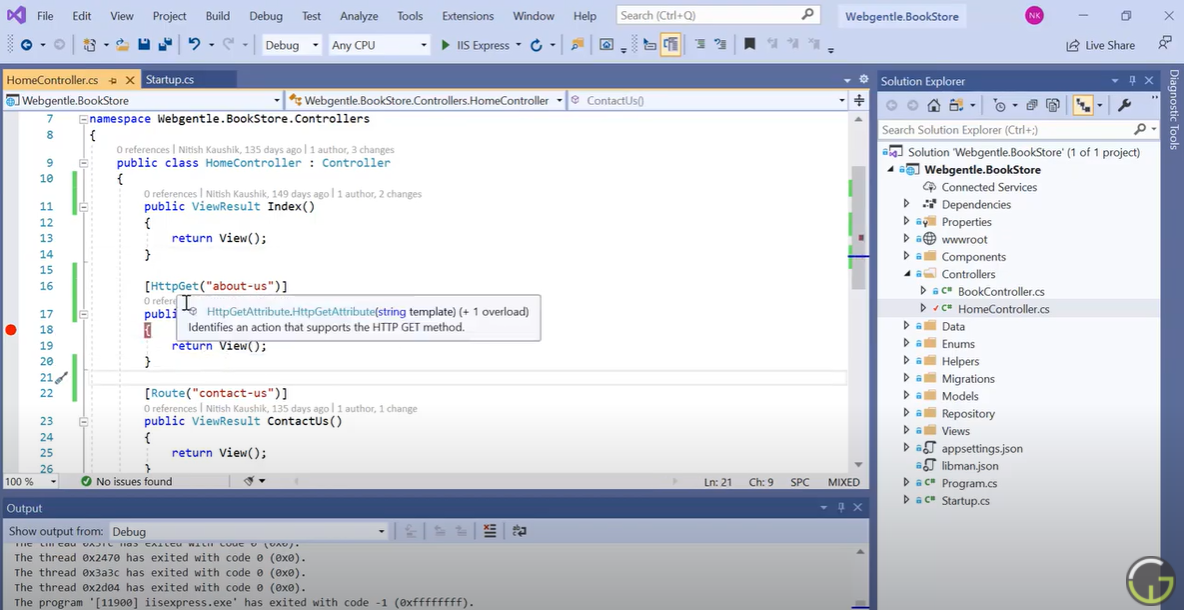 File Edit View Project Build Debug Test Analyze Tools Extensions Window Help Search (Ctrl+Q) Webgentle.BookStore NK
Debug Any CPU IIS Express Live Share
HomeController.cs Startup.cs
Webgentle.BookStore Webgentle.BookStore.Controllers.HomeController ContactUs()
7 namespace Webgentle.BookStore.Controllers
8 {
0 references | Nitish Kaushik, 135 days ago | 1 author, 3 changes
9 public class HomeController : Controller
10 {
0 references | Nitish Kaushik, 149 days ago | 1 author, 2 changes
11 public ViewResult Index()
12 {
13 return View();
14 }
15
16 [HttpGet("about-us")]
0 refere
HttpGetAttribute.HttpGetAttribute(string template) (+ 1 overload)
Identifies an action that supports the HTTP GET method.
17 publi
18 {
19 return View();
20 }
21
22 [Route("contact-us")]
0 references | Nitish Kaushik, 135 days ago | 1 author, 1 change
23 public ViewResult ContactUs()
24 {
25 return View();
26 }
100 % No issues found Ln: 21 Ch: 9 SPC MIXED
Output
Show output from: Debug
The thread has exited with code 0 (0x0).
The thread 0x2470 has exited with code 0 (0x0).
The thread 0x3a3c has exited with code 0 (0x0).
The thread 0x2d04 has exited with code 0 (0x0).
The program '[11900] iisexpress.exe' has exited with code -1 (0xffffffff).
Solution Explorer
Search Solution Explorer (Ctrl+;)
Solution 'Webgentle.BookStore' (1 of 1 project)
Webgentle.BookStore
Connected Services
Dependencies
Properties
wwwroot
Components
Controllers
C# BookController.cs
C# HomeController.cs
Data
Enums
Helpers
Migrations
Models
Repository
Views
appsettings.json
libman.json
C# Program.cs
C# Startup.cs
Diagnostic Tools